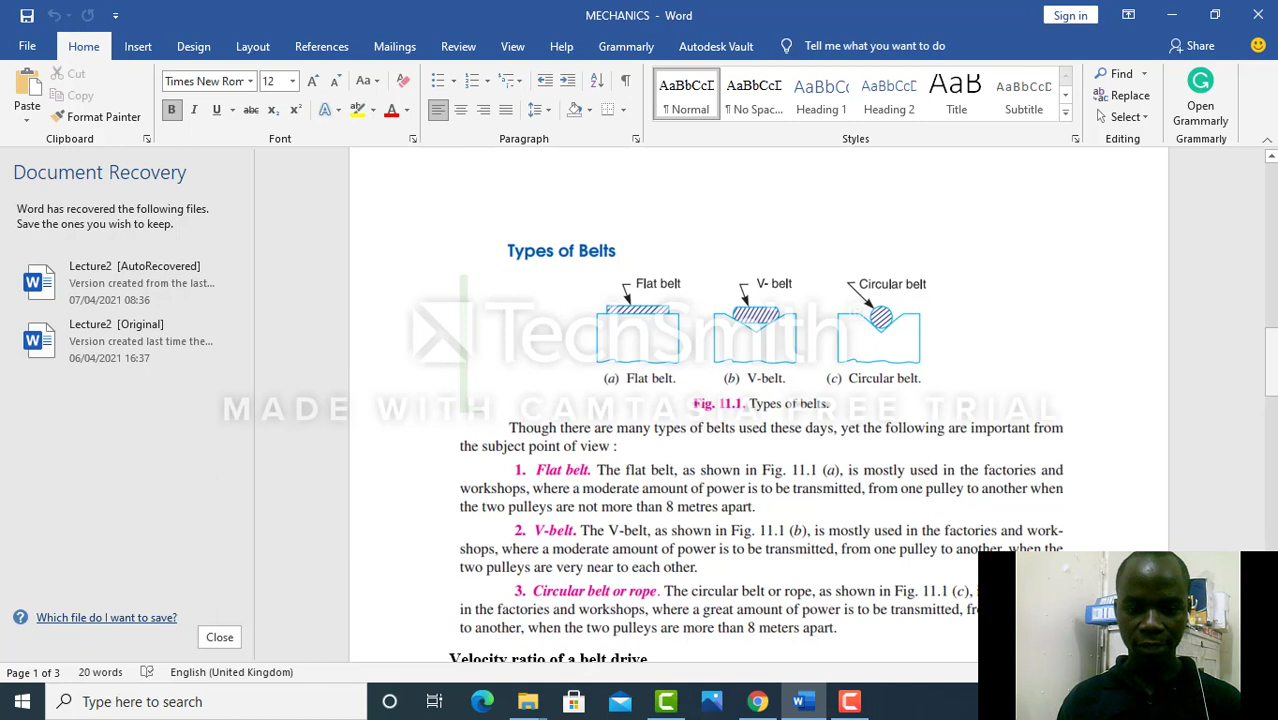 MECHANICS - Word
Sign in
File Home Insert Design Layout References Mailings Review View Help Grammarly Autodesk Vault Tell me what you want to do Share
Paste
Cut
Copy
Format Painter
Clipboard
Times New Rom 12
Font
AaBbCcD AaBbCcD AaBbC AaBbCcD AaB AaBbCcD
¶ Normal ¶ No Spac... Heading 1 Heading 2 Title Subtitle
Styles
Find
Replace
Select
Editing
Open
Grammarly
Grammarly
Document Recovery
Word has recovered the following files.
Save the ones you wish to keep.
Lecture2 [AutoRecovered]
Version created from the last...
07/04/2021 08:36
Lecture2 [Original]
Version created last time the...
06/04/2021 16:37
Which file do I want to save?
Close
Types of Belts
Flat belt V- belt Circular belt
(a) Flat belt. (b) V-belt. (c) Circular belt.
Fig. 11.1. Types of belts.
TechSmith
MADE WITH CAMTASIA FREE TRIAL
Though there are many types of belts used these days, yet the following are important from
the subject point of view :
1. Flat belt. The flat belt, as shown in Fig. 11.1 (a), is mostly used in the factories and
workshops, where a moderate amount of power is to be transmitted, from one pulley to another when
the two pulleys are not more than 8 metres apart.
2. V-belt. The V-belt, as shown in Fig. 11.1 (b), is mostly used in the factories and work-
shops, where a moderate amount of power is to be transmitted, from one pulley to another, when the
two pulleys are very near to each other.
3. Circular belt or rope. The circular belt or rope, as shown in Fig. 11.1 (c),
in the factories and workshops, where a great amount of power is to be transmitted,
to another, when the two pulleys are more than 8 meters apart.
Velocity ratio of a belt drive
Page 1 of 3 20 words English (United Kingdom)
Type here to search